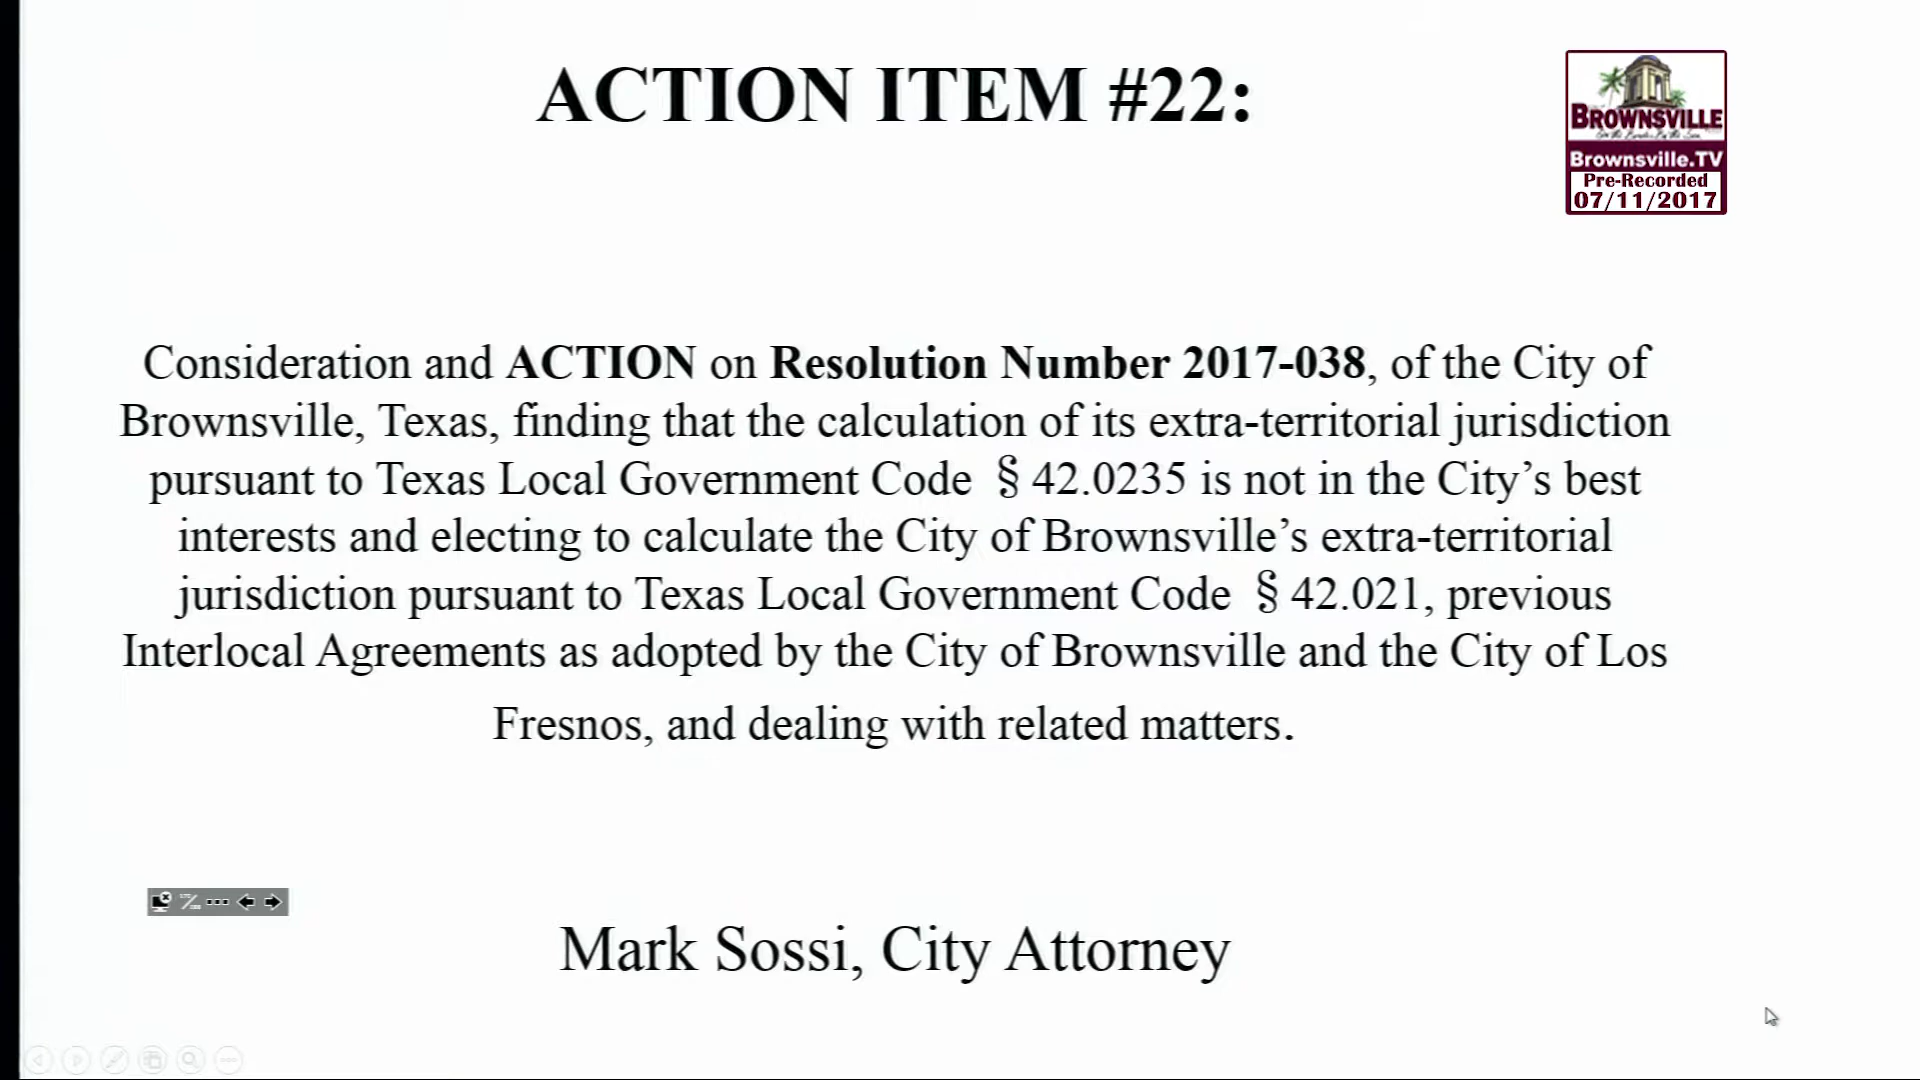 ACTION ITEM #22:
BROWNSVILLE
Brownsville.TV
Pre-Recorded
07/11/2017
Consideration and ACTION on Resolution Number 2017-038, of the City of
Brownsville, Texas, finding that the calculation of its extra-territorial jurisdiction
pursuant to Texas Local Government Code § 42.0235 is not in the City’s best
interests and electing to calculate the City of Brownsville’s extra-territorial
jurisdiction pursuant to Texas Local Government Code § 42.021, previous
Interlocal Agreements as adopted by the City of Brownsville and the City of Los
Fresnos, and dealing with related matters.
Mark Sossi, City Attorney